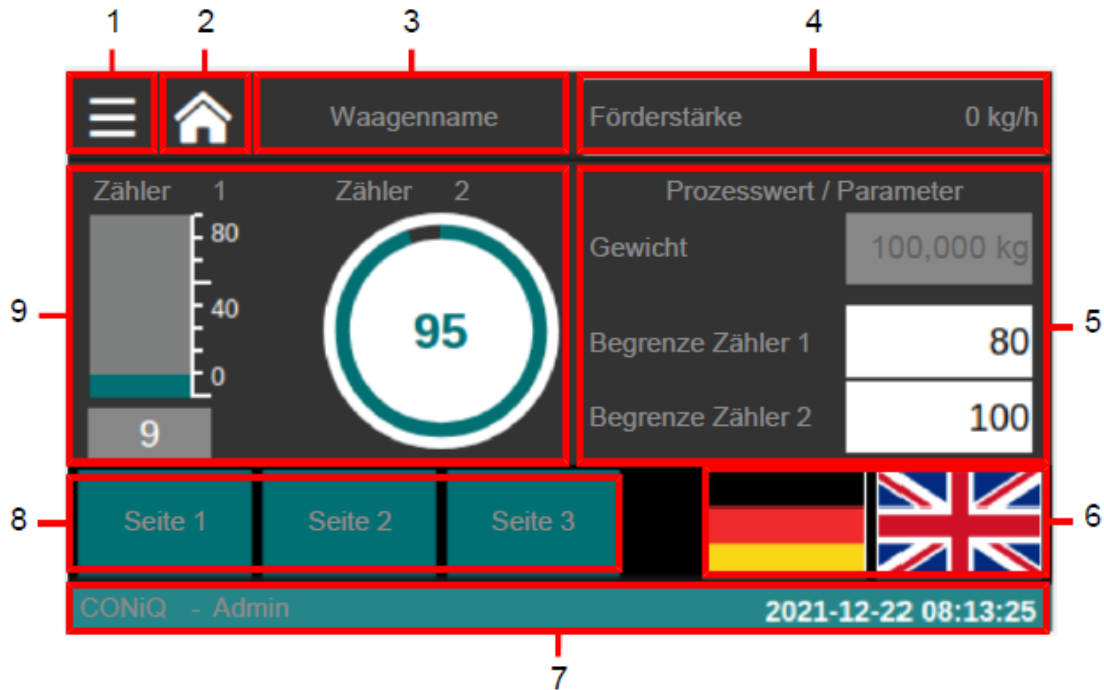 1 2 3 4
Waagenname
Förderstärke 0 kg/h
Zähler 1
Zähler 2
Prozesswert / Parameter
80
40
0
9
95
Gewicht 100,000 kg
Begrenze Zähler 1 80
Begrenze Zähler 2 100
9
5
Seite 1 Seite 2 Seite 3
8
6
CONiQ - Admin 2021-12-22 08:13:25
7